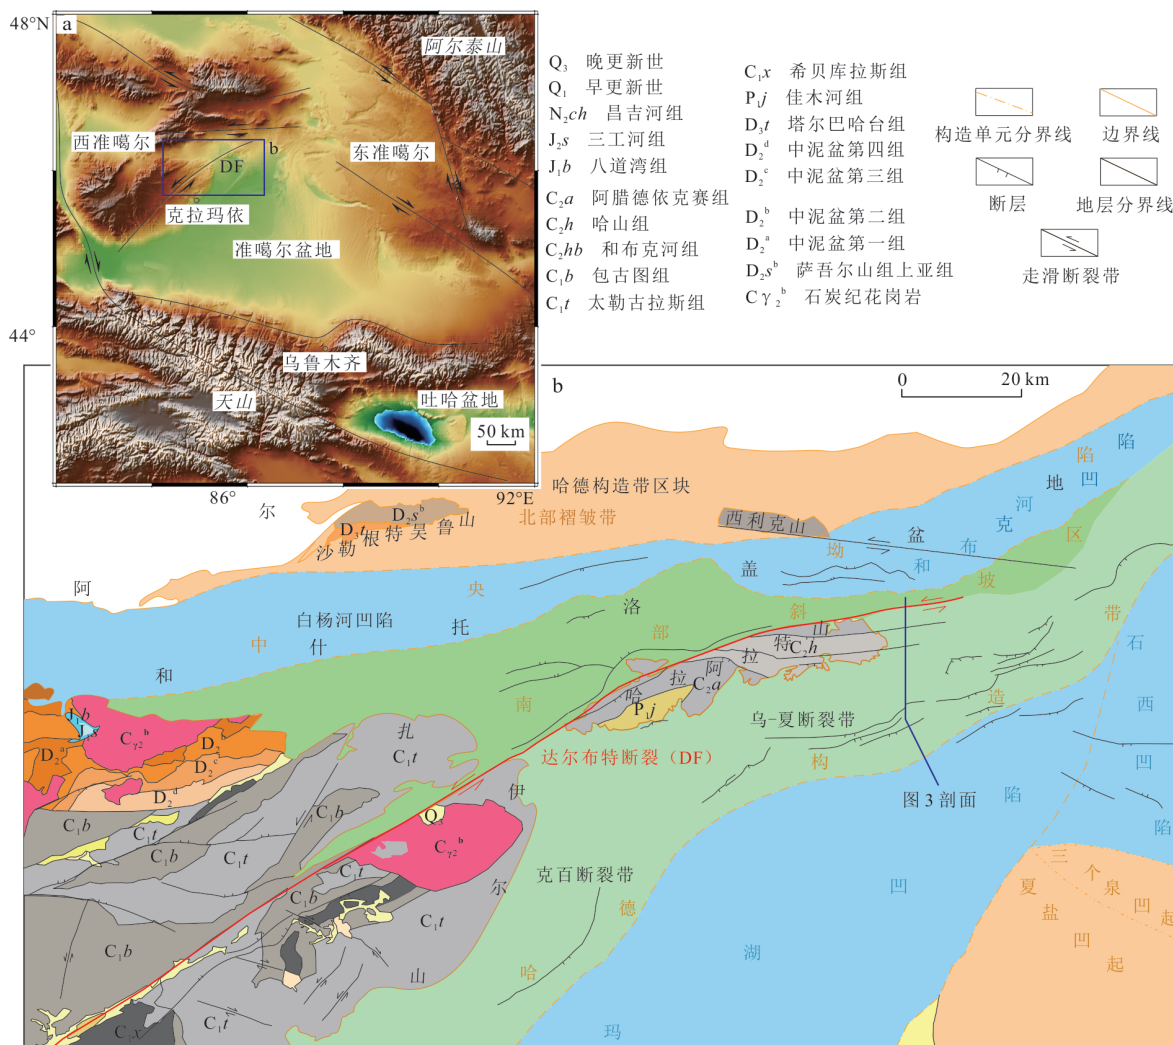 48°N
a
阿尔泰山
西准噶尔
b
DF
东准噶尔
克拉玛依
准噶尔盆地
44°
乌鲁木齐
天山
吐哈盆地
50 km
86°
92°E
Q₃ 晚更新世
Q₁ 早更新世
N₂ch 昌吉河组
J₂s 三工河组
J₁b 八道湾组
C₂a 阿腊德依克赛组
C₂h 哈山组
C₂hb 和布克河组
C₁b 包古图组
C₁t 太勒古拉斯组
C₁x 希贝库拉斯组
P₁j 佳木河组
D₃t 塔尔巴哈台组
D₂ᵈ 中泥盆第四组
D₂ᶜ 中泥盆第三组
D₂ᵇ 中泥盆第二组
D₂ᵃ 中泥盆第一组
D₂sᵇ 萨吾尔山组上亚组
Cγ₂ᵇ 石炭纪花岗岩
构造单元分界线
边界线
断层
地层分界线
走滑断裂带
b
0 20 km
哈德构造带区块
北部褶皱带
D₂sᵇ
D₃t
沙勒根特吴鲁山
西利克山
阿尔
中央坳陷
和什托洛盖盆地
白杨河凹陷
和布克河凹陷
南部斜坡区
哈拉阿拉特山
C₂h
C₂a
P₁j
乌-夏断裂带
达尔布特断裂（DF）
图3剖面
克百断裂带
哈德构造带
石西凹陷
玛湖凹陷
三个泉凹起
夏盐凹起
扎伊尔山
J₁b
J₂s
Cγ₂ᵇ
D₂ᵃ
D₂ᶜ
D₂ᶜ
D₂ᵈ
C₁t
C₁b
C₁t
C₁b
C₁b
C₁t
Q₃
Cγ₂ᵇ
C₁t
C₁b
C₁t
C₁b
C₁t
C₁x